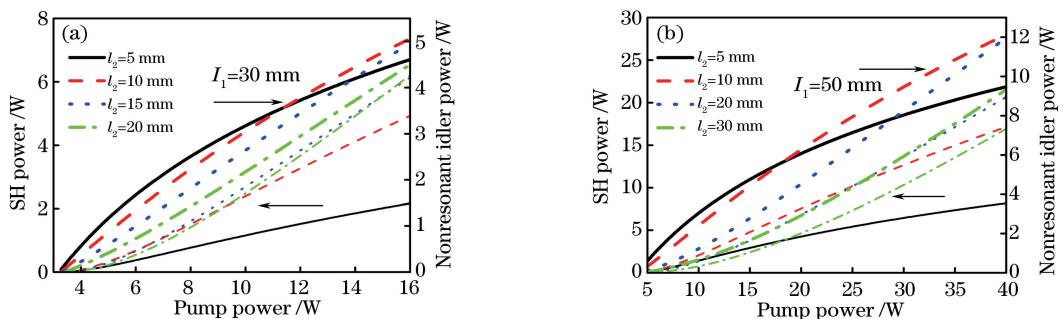 (a)
l₂=5 mm
l₂=10 mm
l₂=15 mm
l₂=20 mm
I₁=30 mm
SH power /W
0
2
4
6
8
4
6
8
10
12
14
16
Pump power /W
0
1
2
3
4
5
Nonresonant idler power /W
(b)
l₂=5 mm
l₂=10 mm
l₂=20 mm
l₂=30 mm
I₁=50 mm
SH power /W
0
5
10
15
20
25
30
5
10
15
20
25
30
35
40
Pump power /W
0
2
4
6
8
10
12
Nonresonant idler power /W